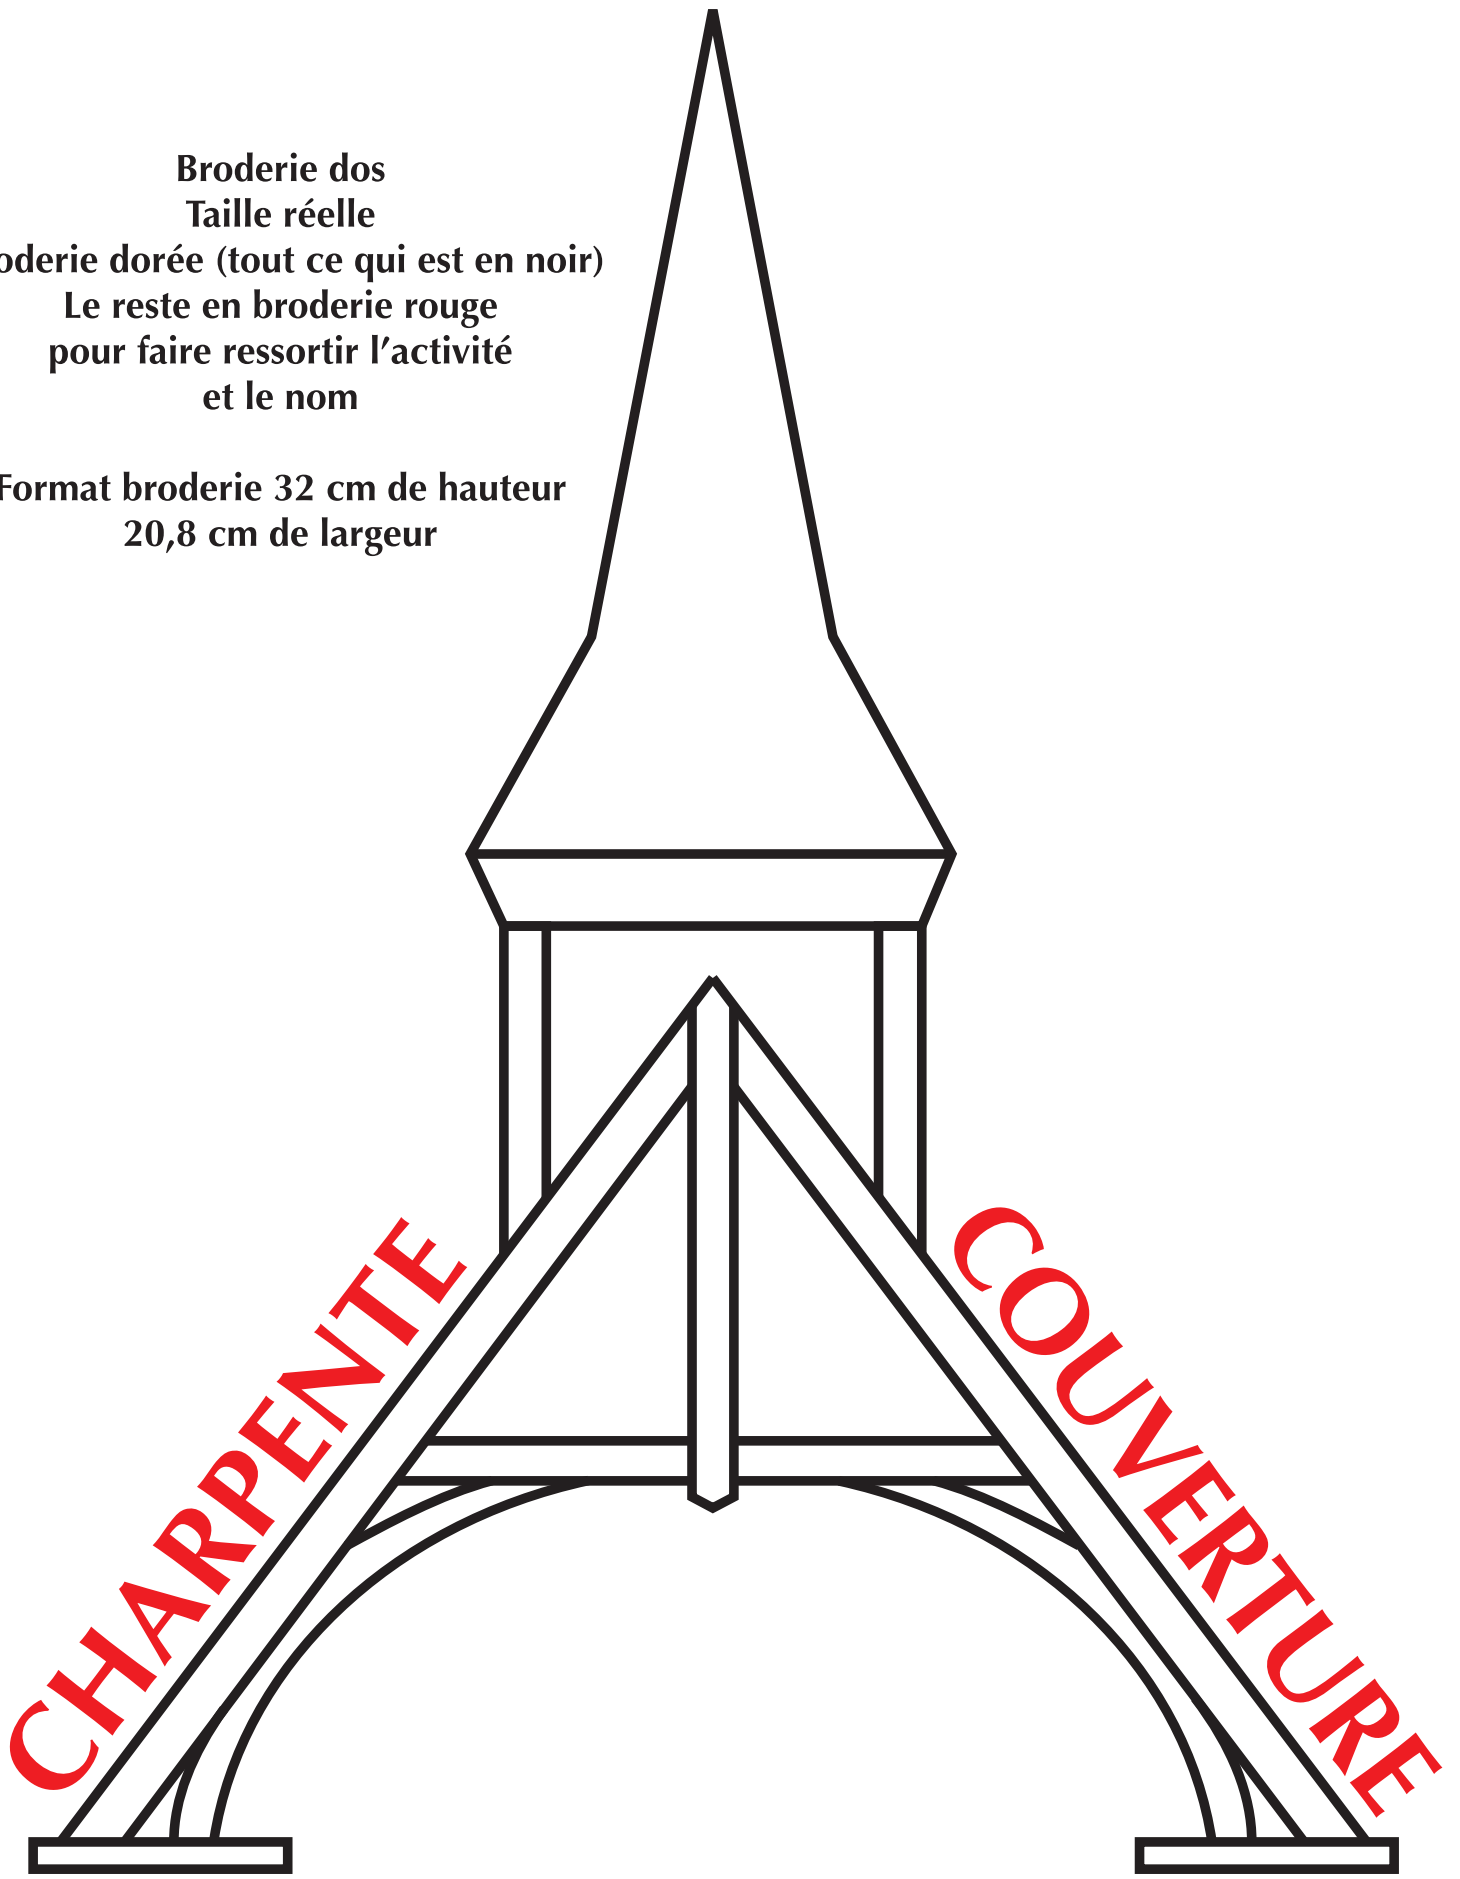 Broderie dos
Taille réelle
oderie dorée (tout ce qui est en noir)
Le reste en broderie rouge
pour faire ressortir l’activité
et le nom
Format broderie 32 cm de hauteur
20,8 cm de largeur
CHARPENTE
COUVERTURE